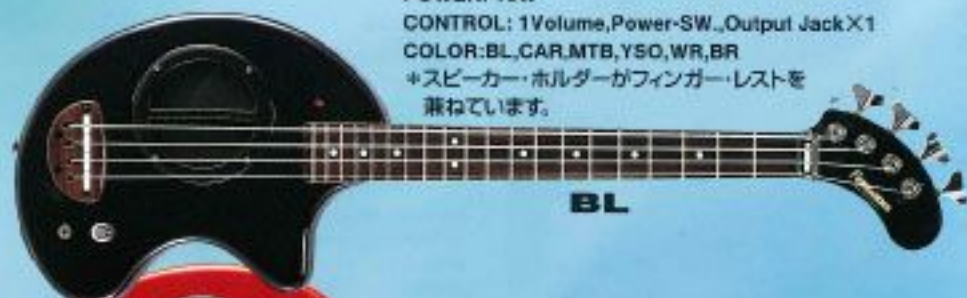 CONTROL: 1Volume,Power-SW.,Output Jack×1
COLOR:BL,CAR,MTB,YSO,WR,BR
*スピーカー・ホルダーがフィンガー・レストを
兼ねています。
BL